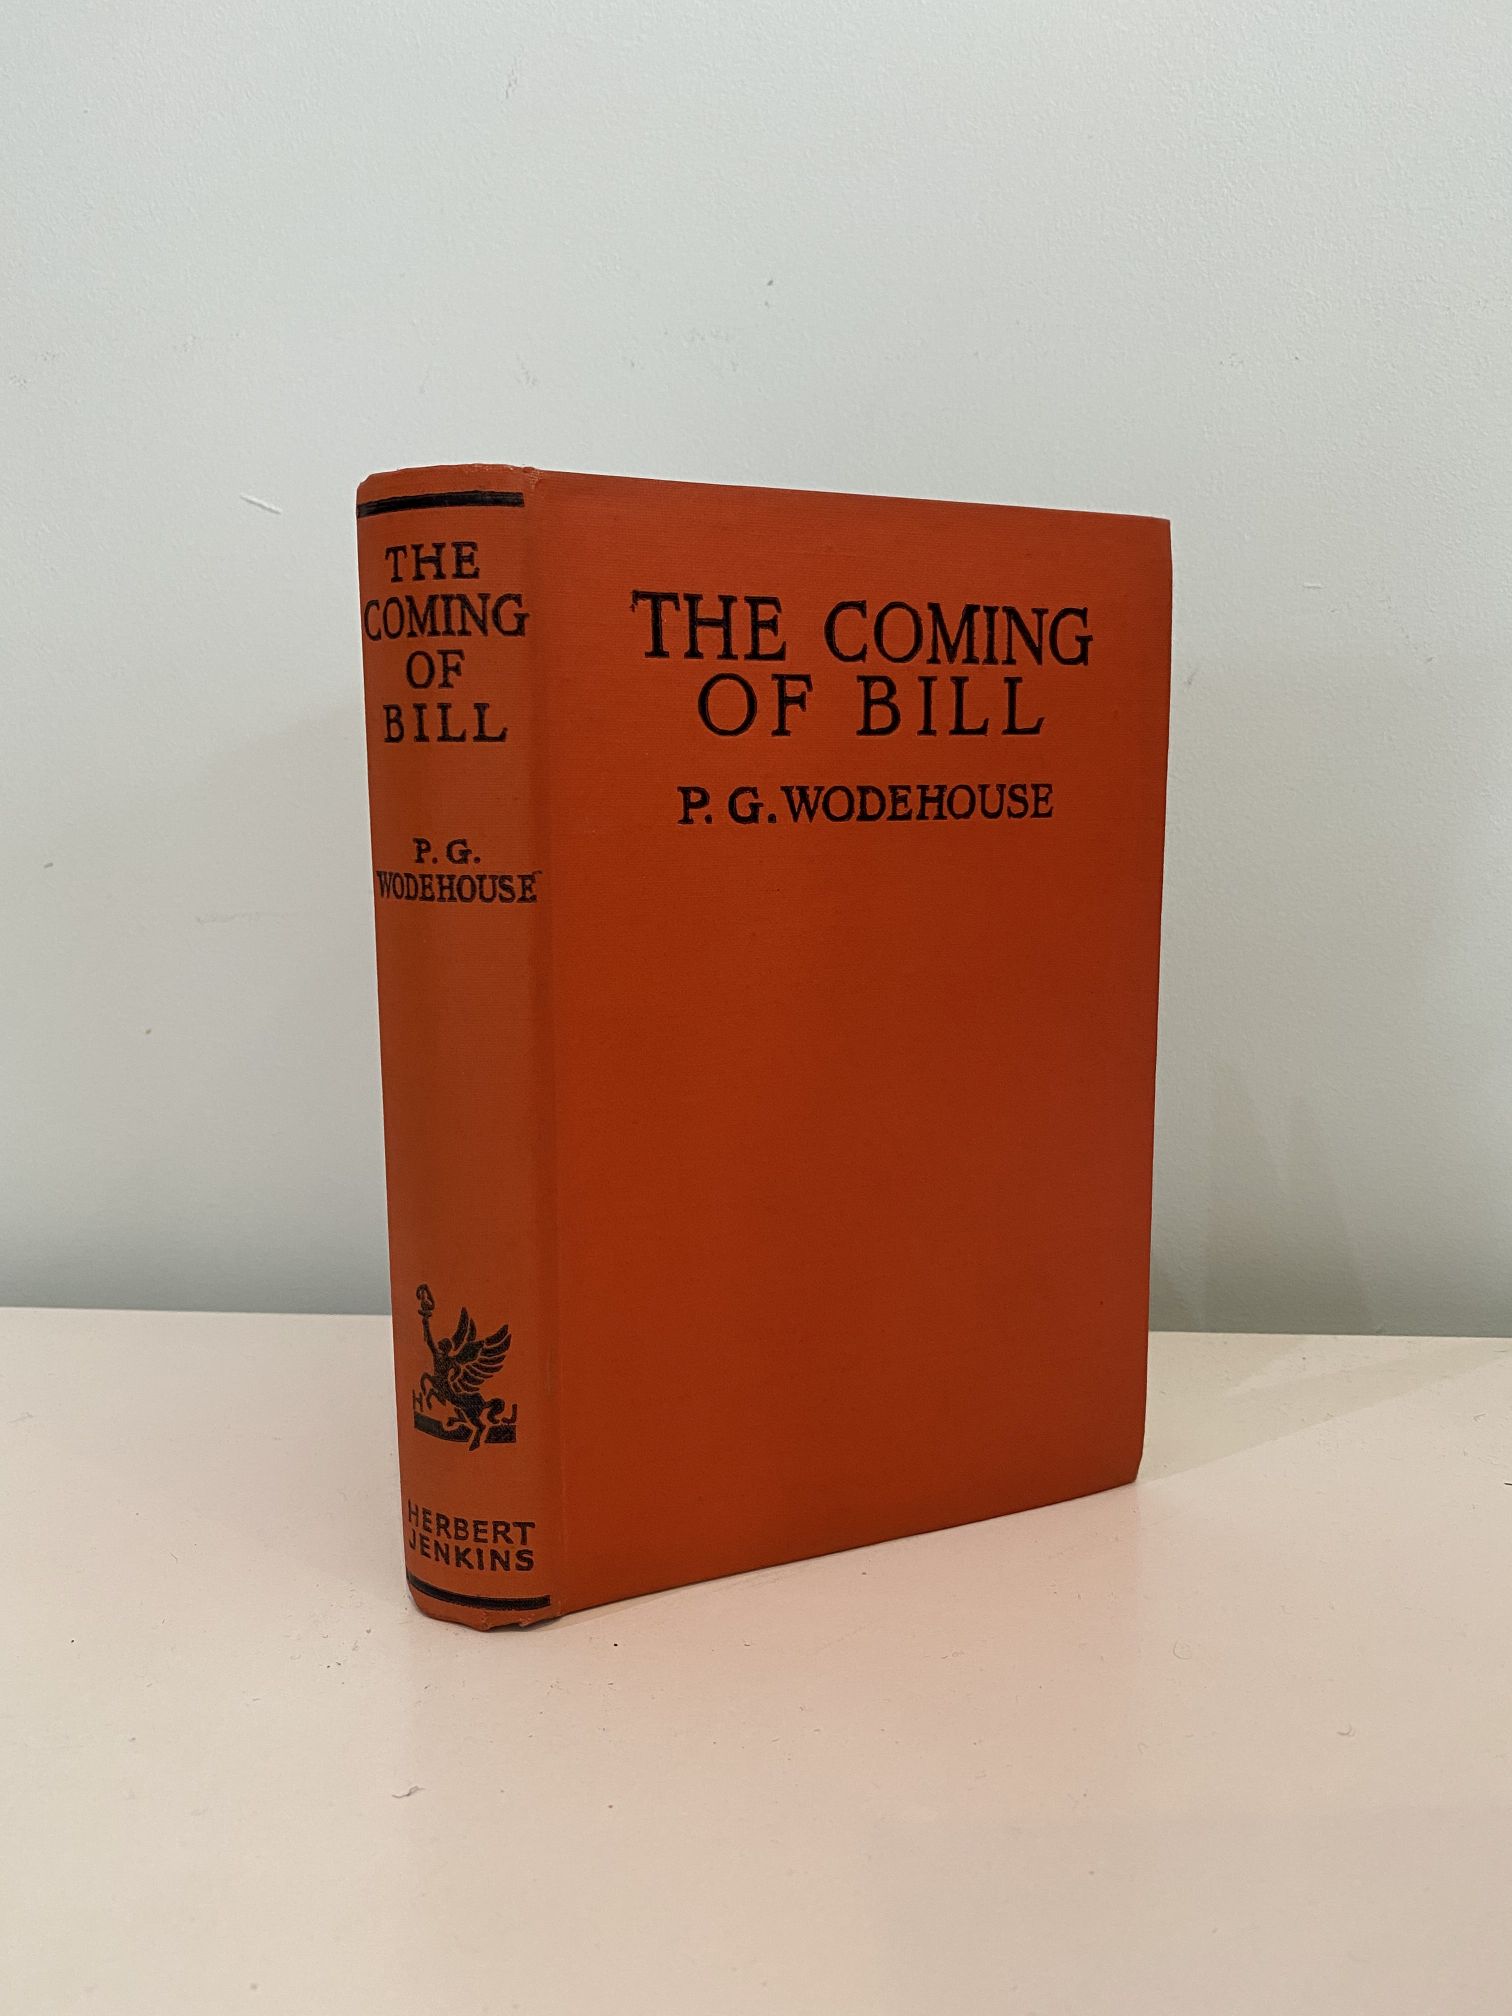 THE
COMING
OF
BILL
P. G.
WODEHOUSE
H J
HERBERT
JENKINS
THE COMING
OF BILL
P. G. WODEHOUSE